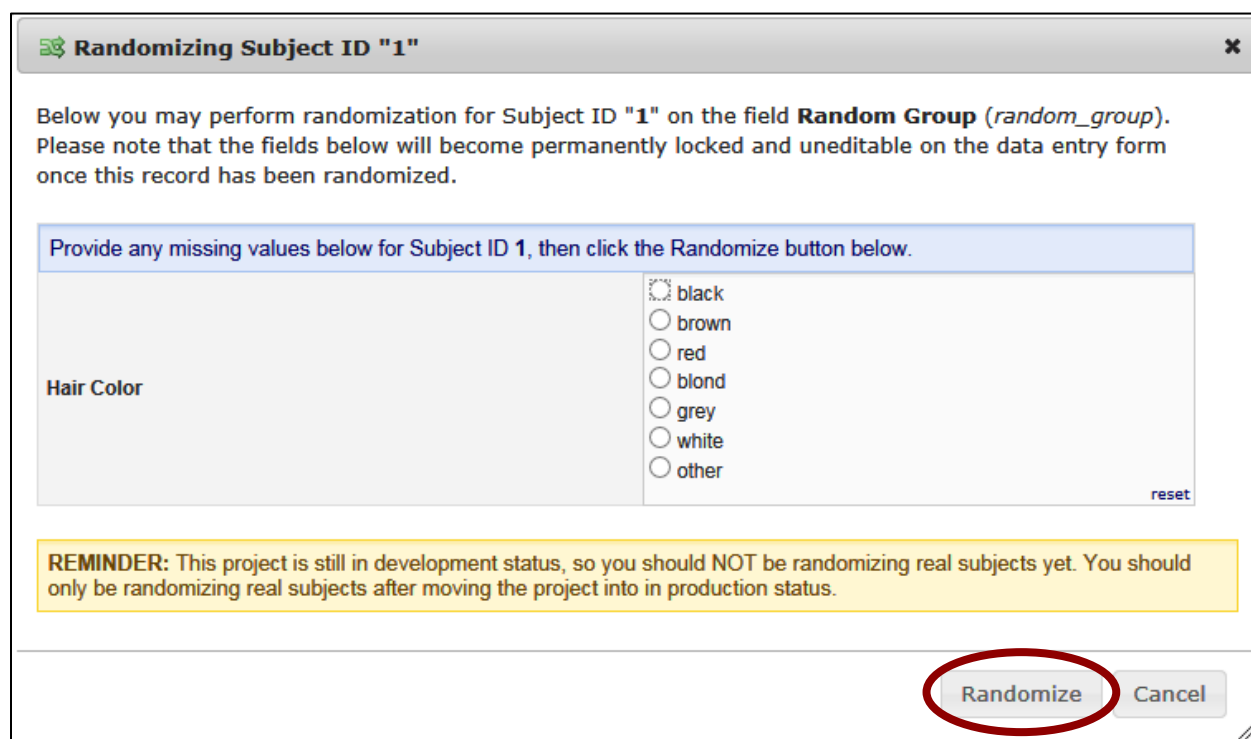 Randomizing Subject ID "1"
Below you may perform randomization for Subject ID "1" on the field Random Group (random_group).
Please note that the fields below will become permanently locked and uneditable on the data entry form
once this record has been randomized.
Provide any missing values below for Subject ID 1, then click the Randomize button below.
Hair Color
black
brown
red
blond
grey
white
other
reset
REMINDER: This project is still in development status, so you should NOT be randomizing real subjects yet. You should
only be randomizing real subjects after moving the project into in production status.
Randomize Cancel